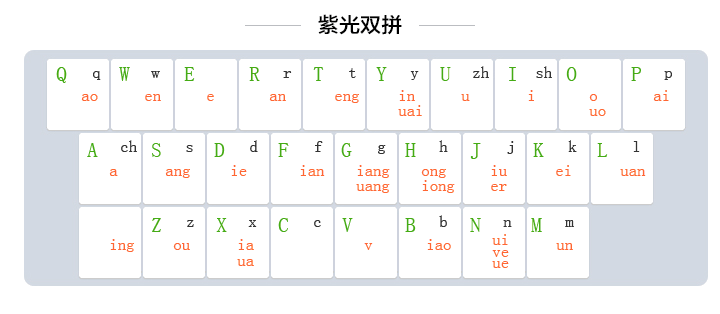 紫光双拼
Q q W w E R r T t Y y U zh I sh O P p
ao en e an eng in u i o ai
uai uo
A ch S s D d F f G g H h J j K k L l
a ang ie ian iang ong iu ei uan
uang iong er
Z z X x C c V B b N n M m
ing ou ia v iao ui un
ua ve
ue